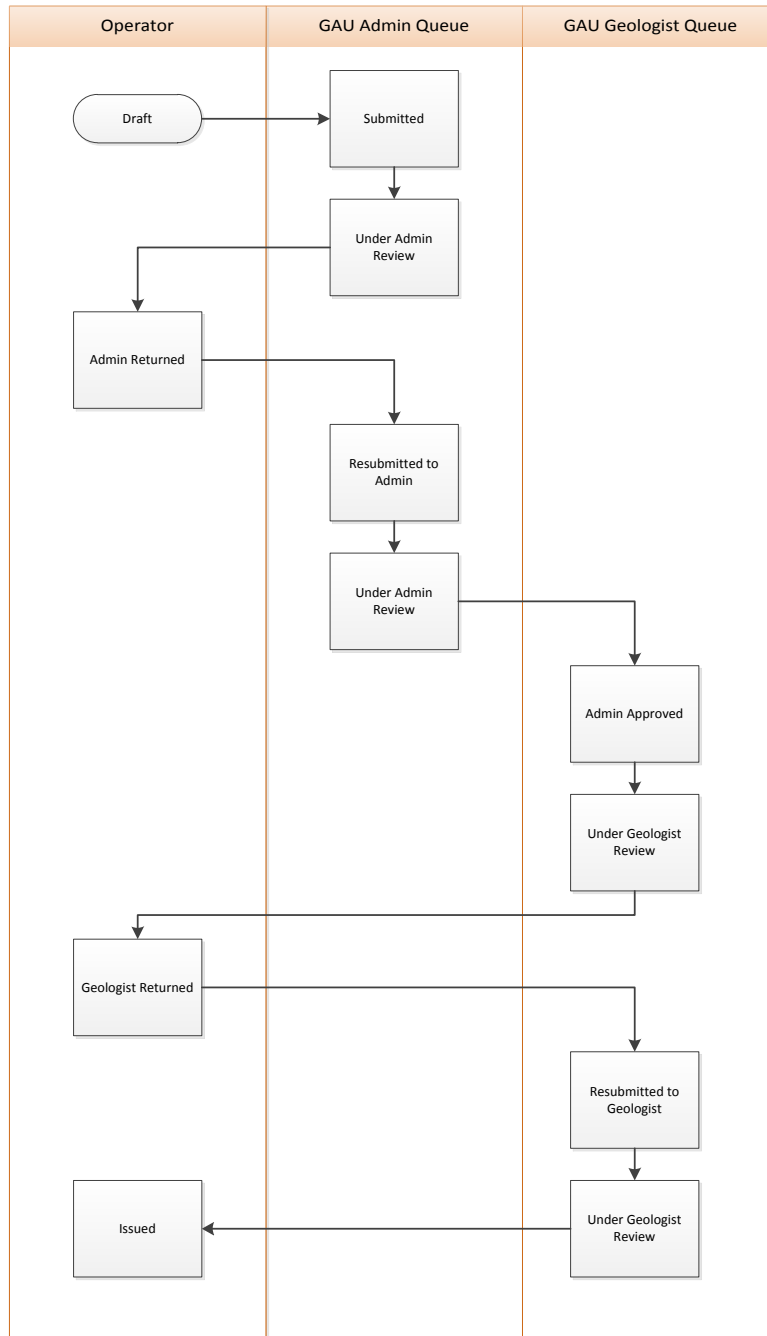 Operator
GAU Admin Queue
GAU Geologist Queue
Draft
Submitted
Under Admin
Review
Admin Returned
Resubmitted to
Admin
Under Admin
Review
Admin Approved
Under Geologist
Review
Geologist Returned
Resubmitted to
Geologist
Issued
Under Geologist
Review